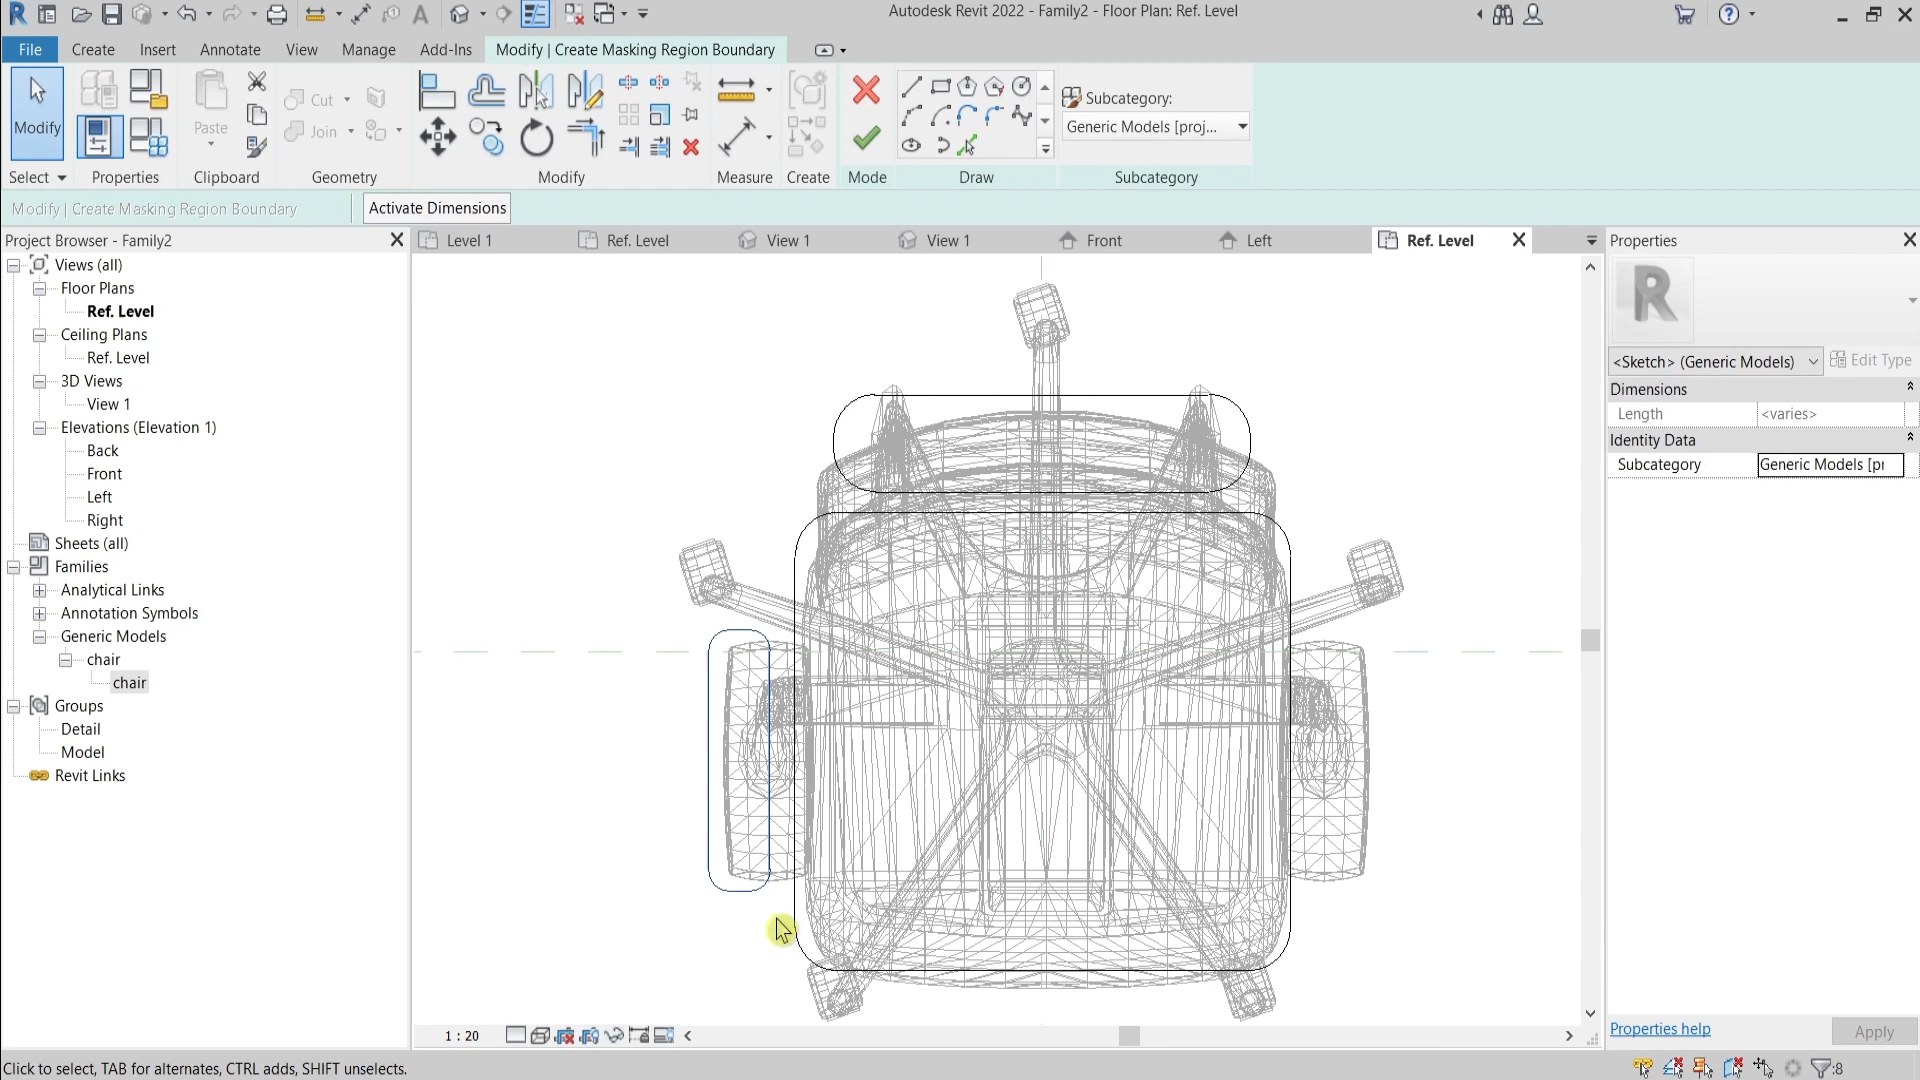 Autodesk Revit 2022 - Family2 - Floor Plan: Ref. Level
File Create Insert Annotate View Manage Add-Ins Modify | Create Masking Region Boundary
Modify
Cut
Join
Paste
Subcategory:
Generic Models [proj...
Select Properties Clipboard Geometry Modify Measure Create Mode Draw Subcategory
Modify | Create Masking Region Boundary
Activate Dimensions
Project Browser - Family2
Views (all)
Floor Plans
Ref. Level
Ceiling Plans
Ref. Level
3D Views
View 1
Elevations (Elevation 1)
Back
Front
Left
Right
Sheets (all)
Families
Analytical Links
Annotation Symbols
Generic Models
chair
chair
Groups
Detail
Model
Revit Links
Level 1 Ref. Level View 1 View 1 Front Left Ref. Level
1 : 20
Properties
R
<Sketch> (Generic Models) Edit Type
Dimensions
Length <varies>
Identity Data
Subcategory Generic Models [pr
Properties help Apply
Click to select, TAB for alternates, CTRL adds, SHIFT unselects.
:8